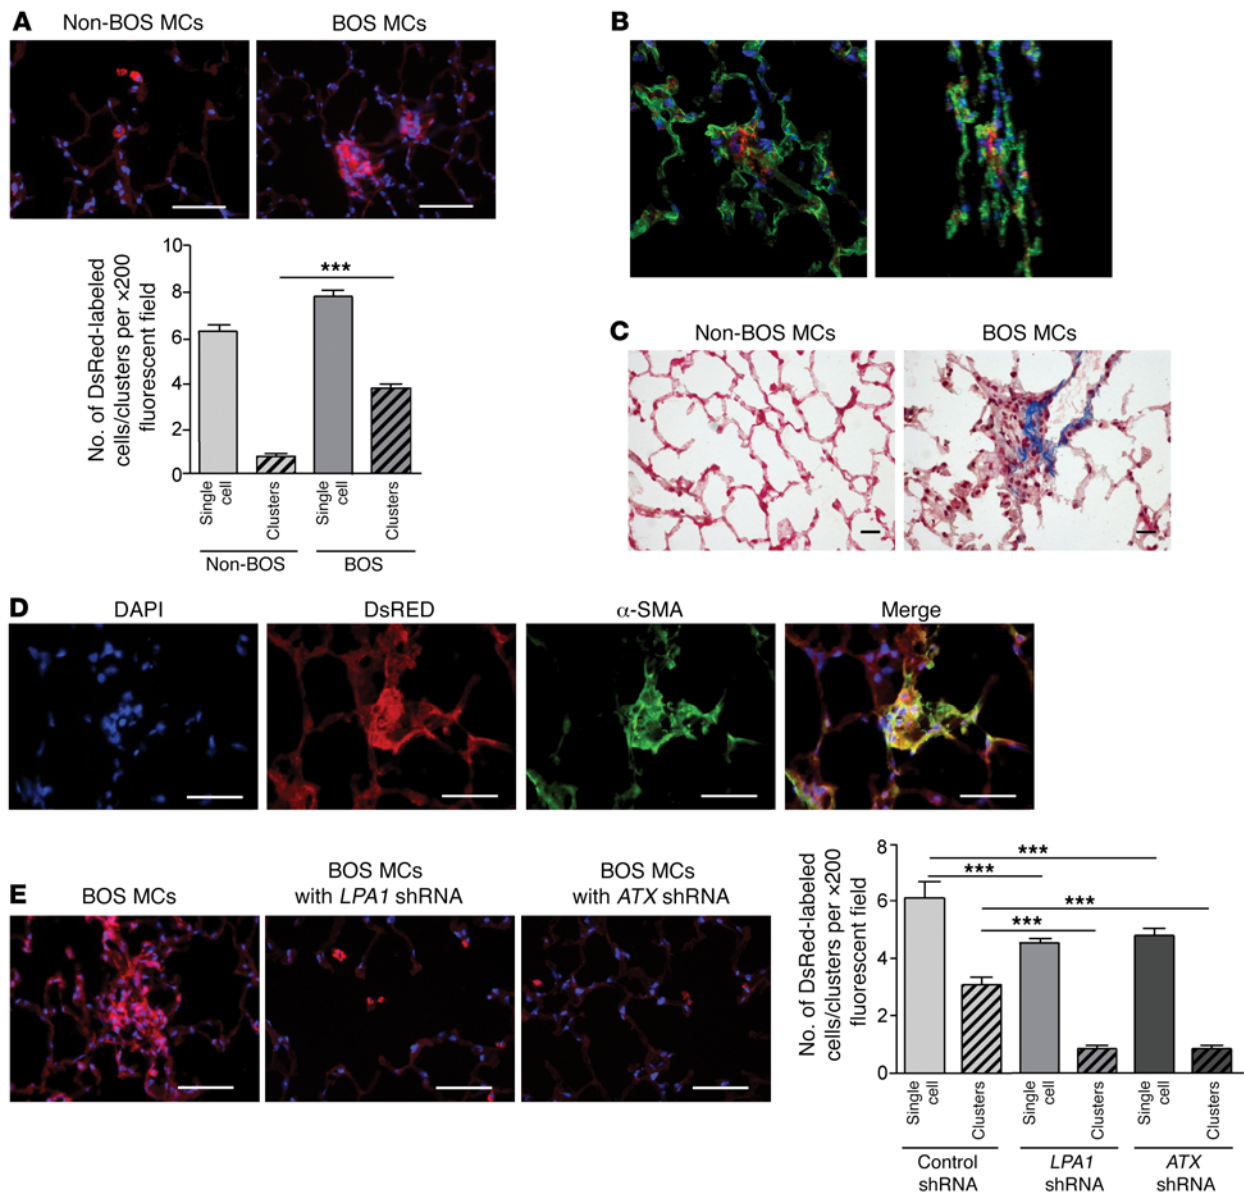 A
Non-BOS MCs
BOS MCs
No. of DsRed-labeled
cells/clusters per ×200
fluorescent field
10
8
6
4
2
0
***
Single
cell
Clusters
Single
cell
Clusters
Non-BOS
BOS
B
C
Non-BOS MCs
BOS MCs
D
DAPI
DsRED
α-SMA
Merge
E
BOS MCs
BOS MCs
with LPA1 shRNA
BOS MCs
with ATX shRNA
No. of DsRed-labeled
cells/clusters per ×200
fluorescent field
8
6
4
2
0
***
***
***
***
Single
cell
Clusters
Single
cell
Clusters
Single
cell
Clusters
Control
shRNA
LPA1
shRNA
ATX
shRNA